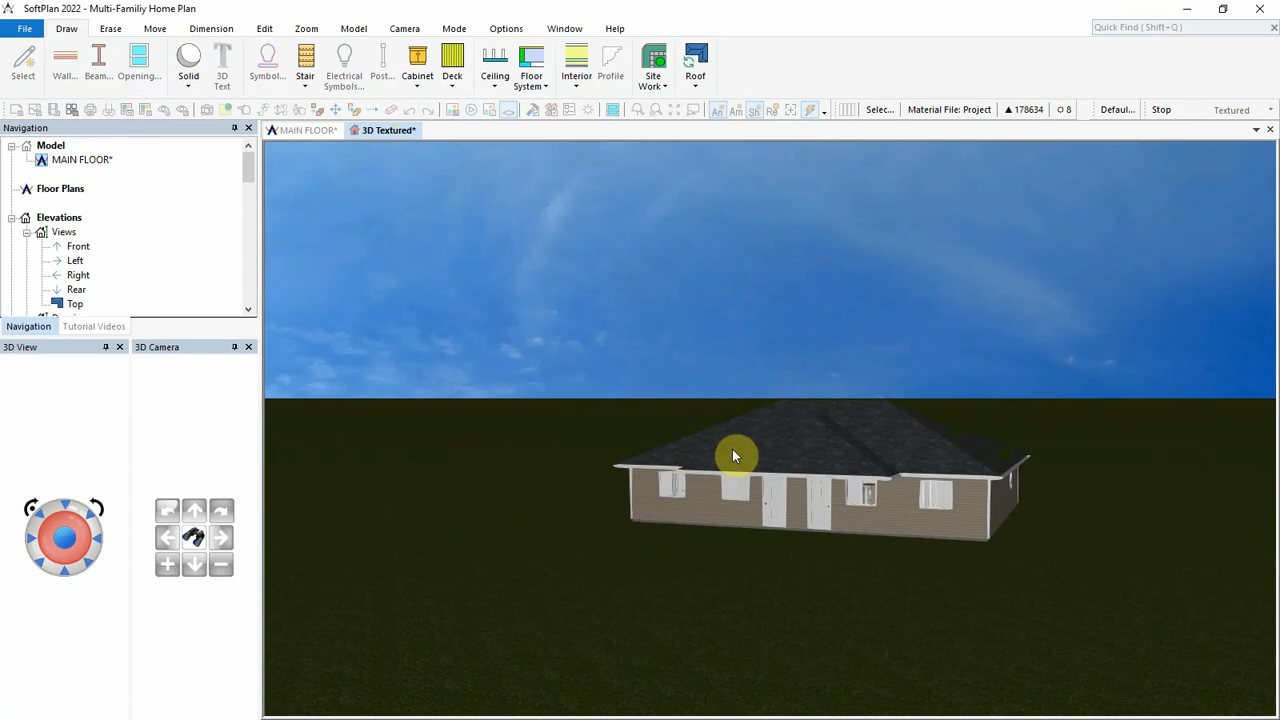 SoftPlan 2022 - Multi-Familiy Home Plan
File Draw Erase Move Dimension Edit Zoom Model Camera Mode Options Window Help
Quick Find ( Shift+Q )
Select Wall... Beam... Opening... Solid 3D Text Symbol... Stair Electrical Symbols... Post... Cabinet Deck Ceiling Floor System Interior Profile Site Work Roof
An Am Sh Rf Selec... Material File: Project 178634 8 Defaul... Stop Textured
Navigation
MAIN FLOOR* 3D Textured*
Model
MAIN FLOOR*
Floor Plans
Elevations
Views
Front
Left
Right
Rear
Top
Navigation Tutorial Videos
3D View 3D Camera